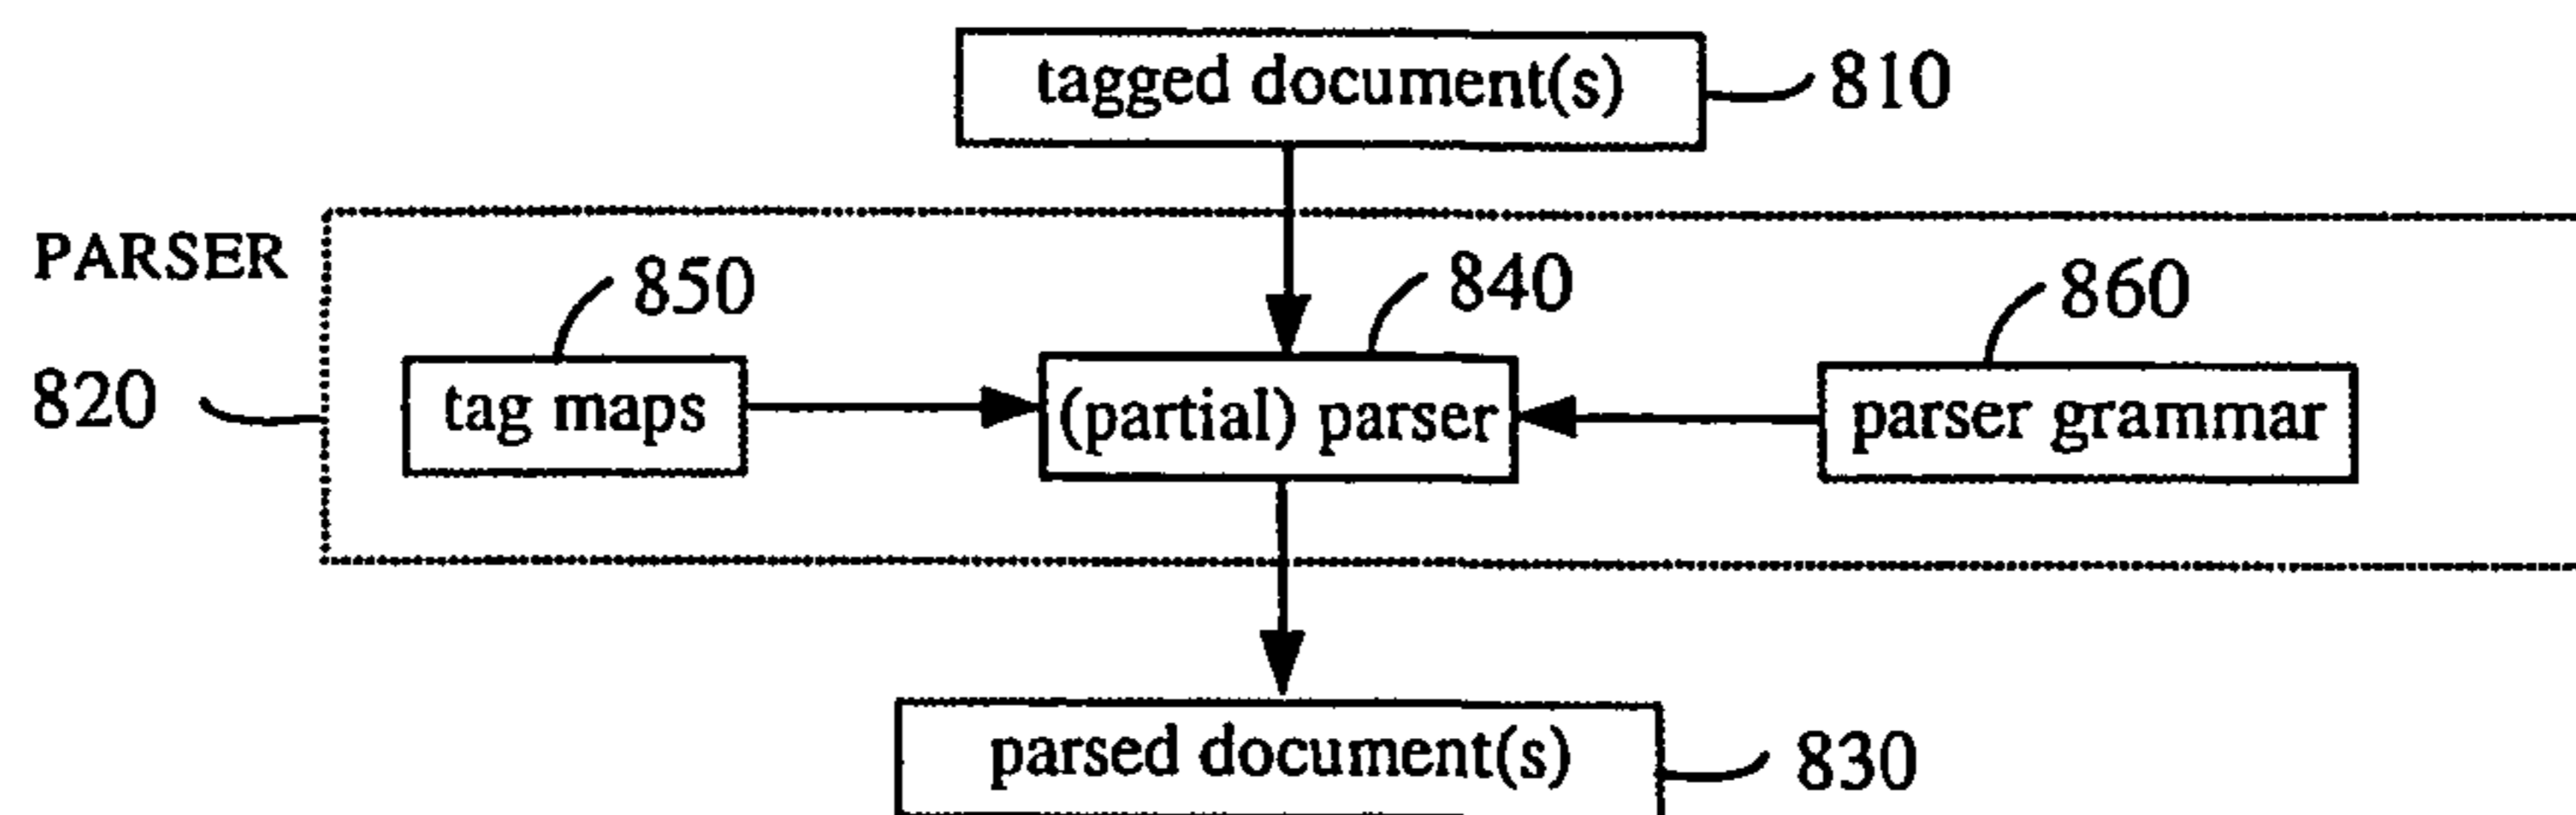 tagged document(s) 810
PARSER
850
840
860
820
tag maps
(partial) parser
parser grammar
parsed document(s) 830